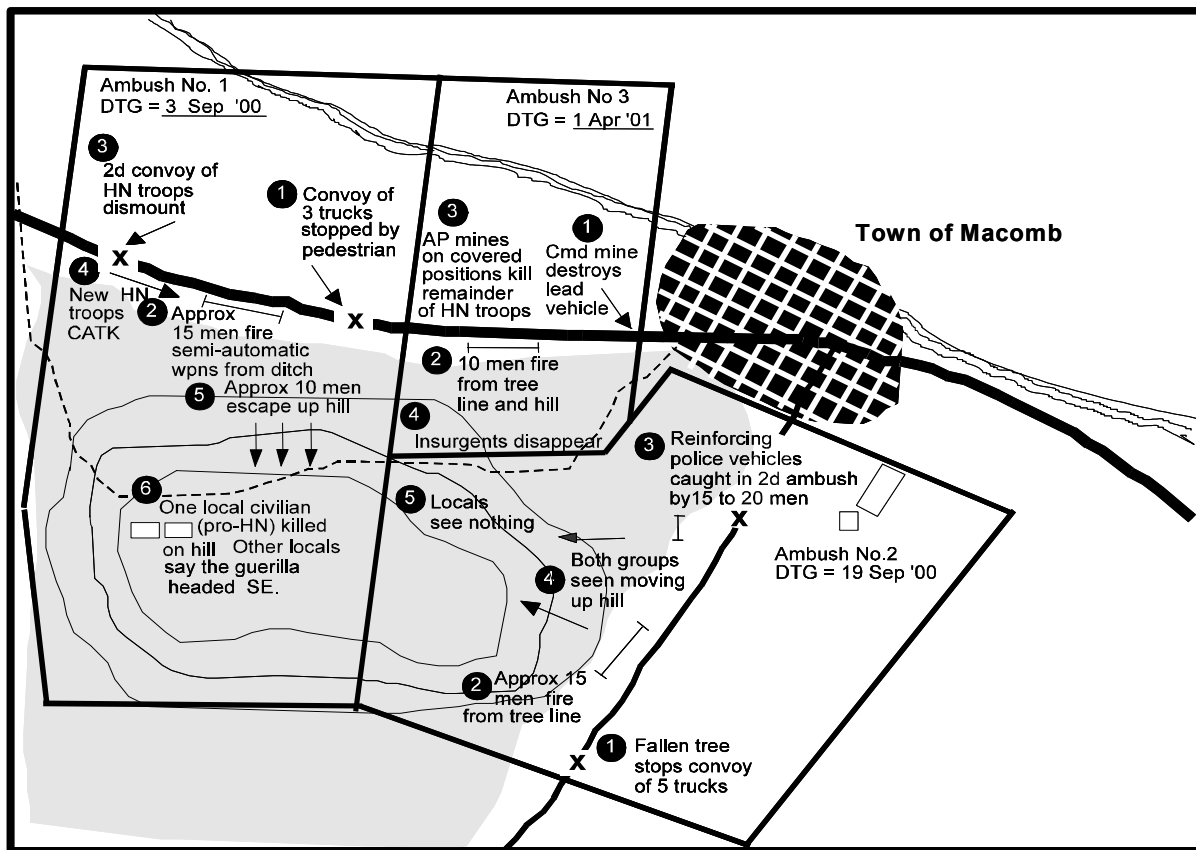 Ambush No. 1
DTG = 3 Sep '00
3
2d convoy of
HN troops
dismount
1
Convoy of
3 trucks
stopped by
pedestrian
X
X
4
New HN
troops
CATK
2
Approx
15 men fire
semi-automatic
wpns from ditch
5
Approx 10 men
escape up hill
6
One local civilian
(pro-HN) killed
on hill Other locals
say the guerilla
headed SE.
Ambush No 3
DTG = 1 Apr '01
3
AP mines
on covered
positions kill
remainder
of HN troops
1
Cmd mine
destroys
lead
vehicle
2
10 men fire
from tree
line and hill
4
Insurgents disappear
5
Locals
see nothing
Town of Macomb
3
Reinforcing
police vehicles
caught in 2d ambush
by15 to 20 men
X
Ambush No.2
DTG = 19 Sep '00
4
Both groups
seen moving
up hill
2
Approx 15
men fire
from tree line
X
1
Fallen tree
stops convoy
of 5 trucks